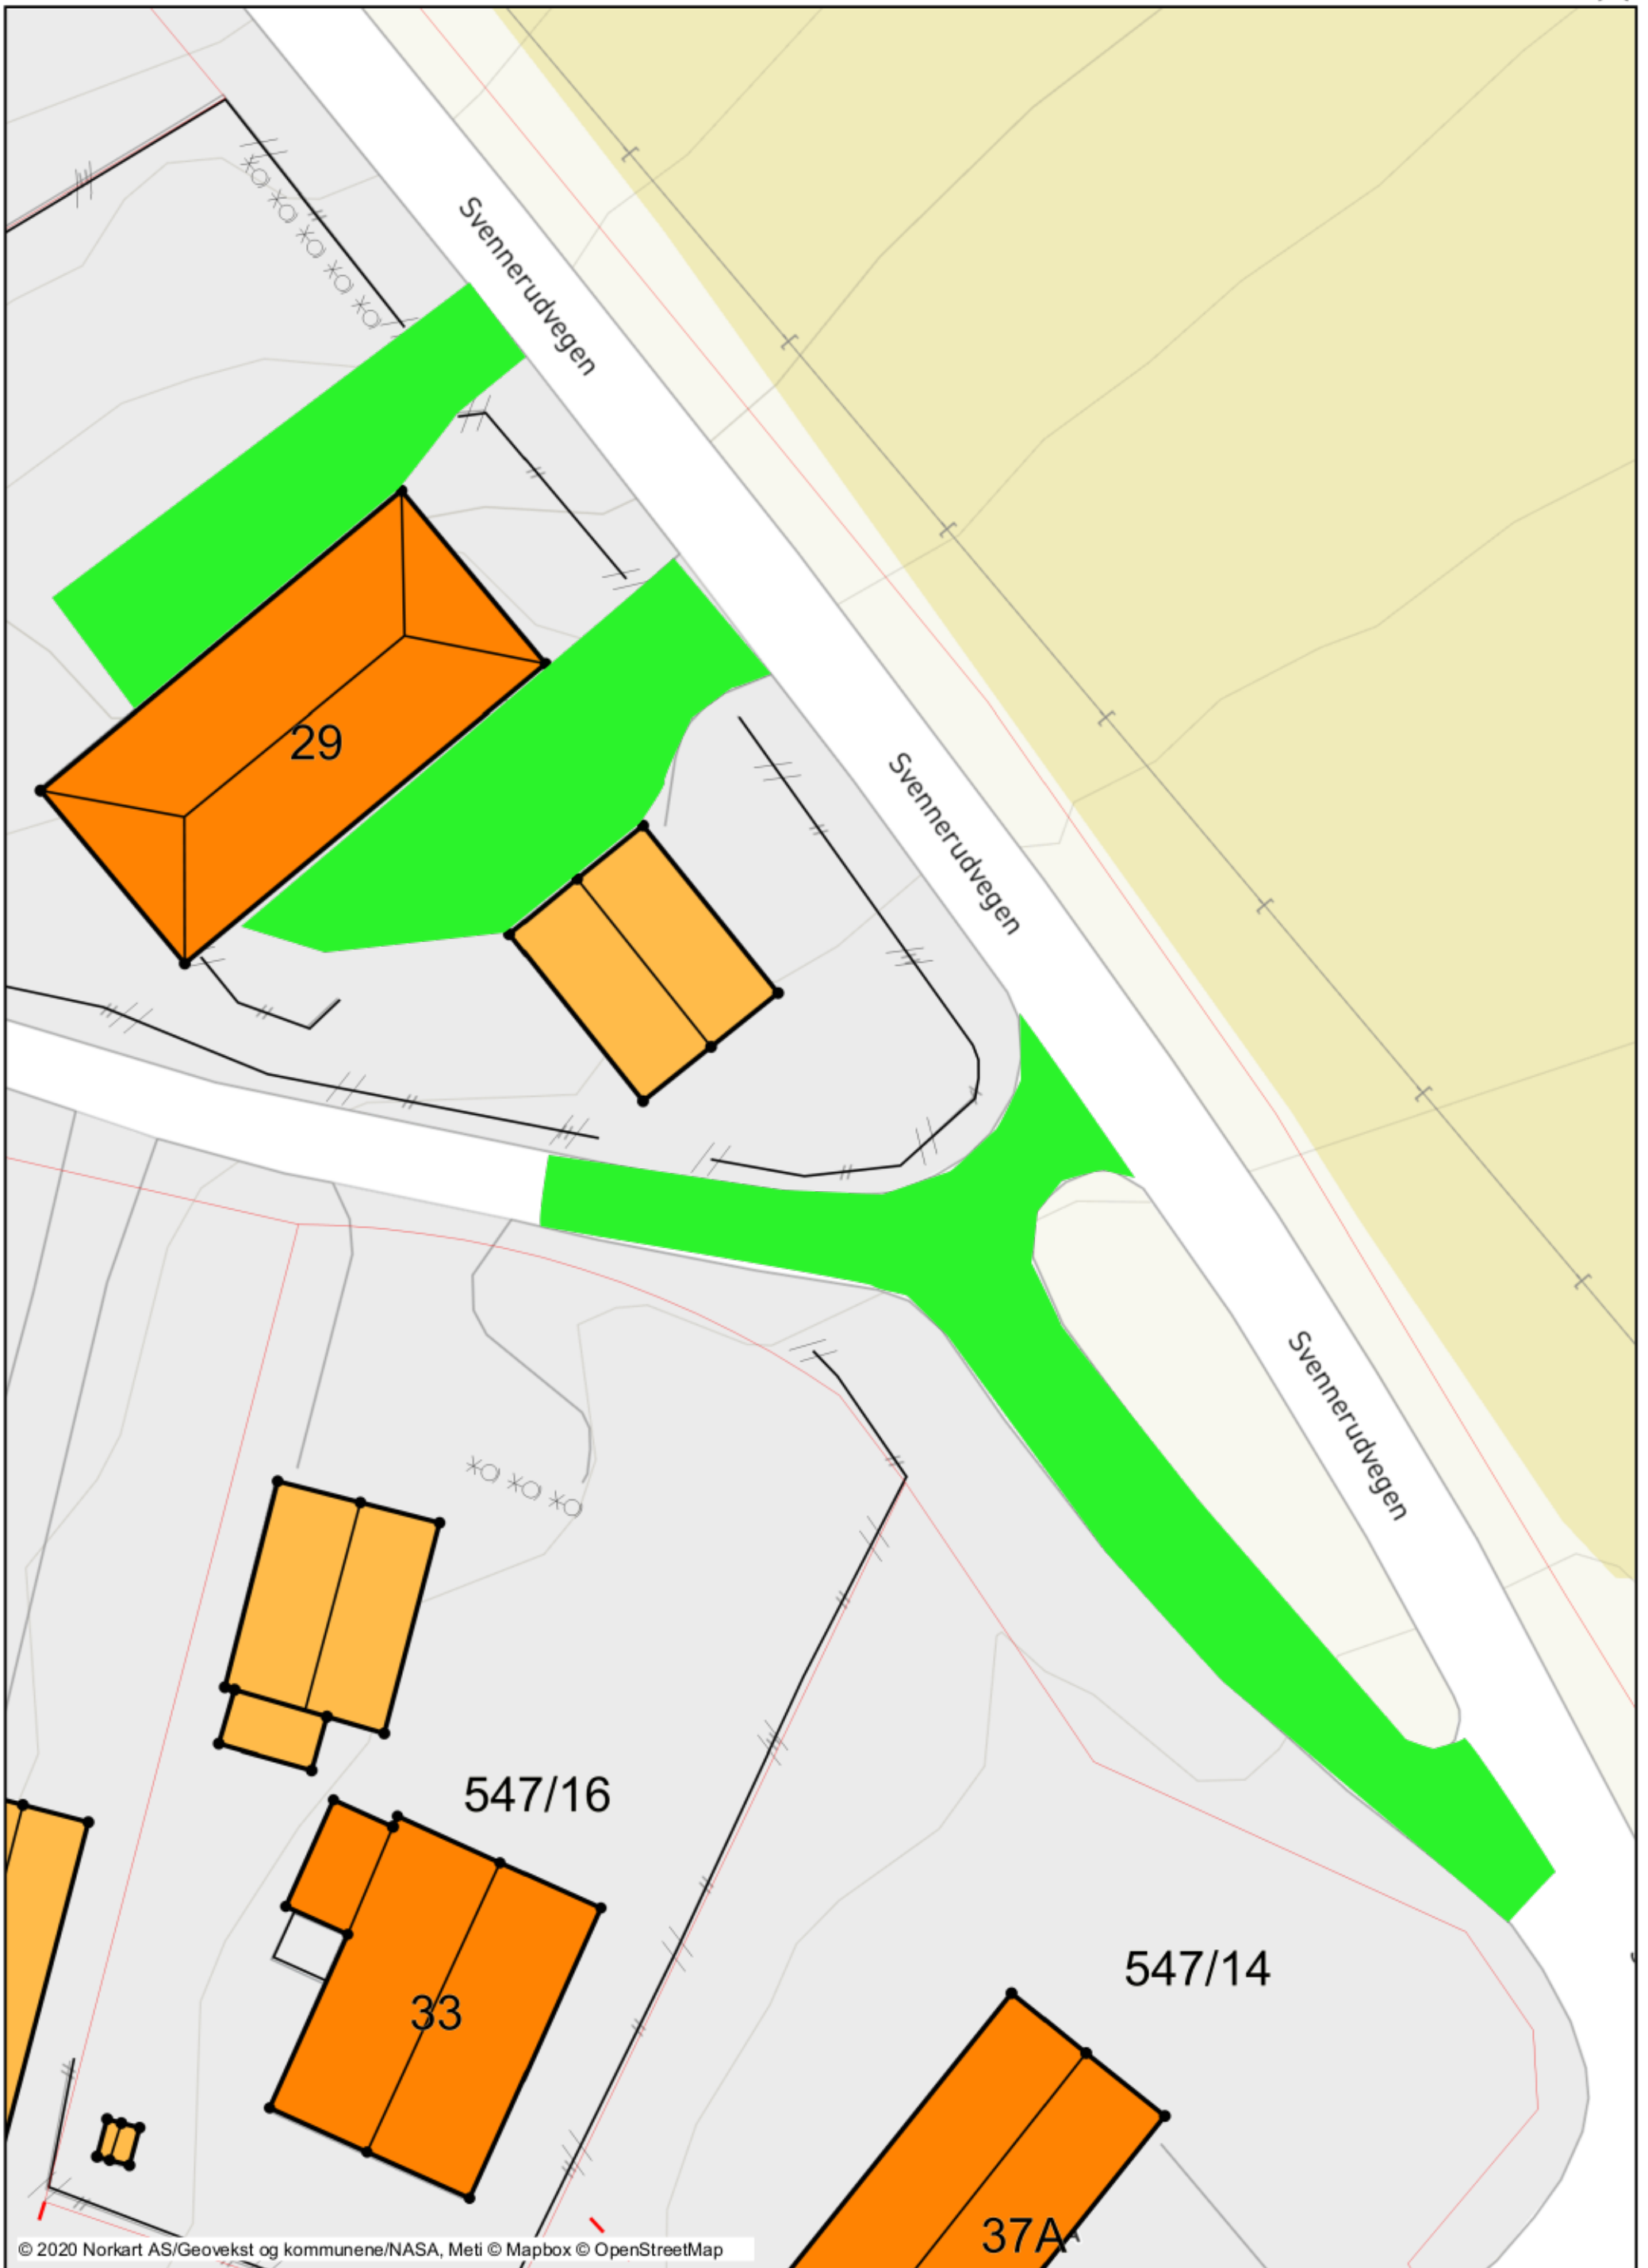 Svennerudvegen
29
Svennerudvegen
Svennerudvegen
547/16
547/14
33
37A
© 2020 Norkart AS/Geovekst og kommunene/NASA, Meti © Mapbox © OpenStreetMap